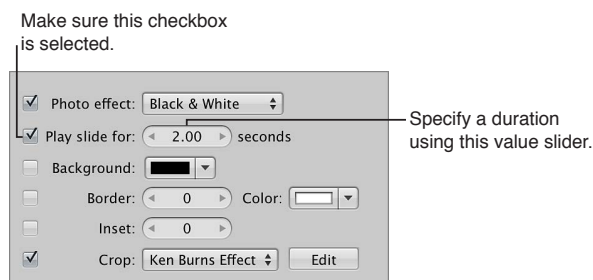 Make sure this checkbox
is selected.
Photo effect: Black & White
Play slide for: 2.00 seconds
Specify a duration
using this value slider.
Background:
Border: 0 Color:
Inset: 0
Crop: Ken Burns Effect Edit